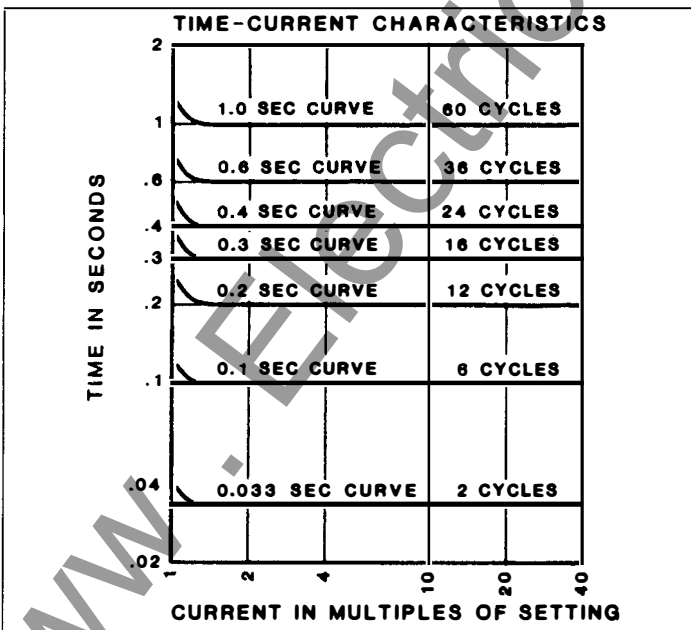 TIME-CURRENT CHARACTERISTICS
2
1.0 SEC CURVE 60 CYCLES
1
0.6 SEC CURVE 36 CYCLES
.6
0.4 SEC CURVE 24 CYCLES
.4
0.3 SEC CURVE 16 CYCLES
.3
0.2 SEC CURVE 12 CYCLES
.2
0.1 SEC CURVE 6 CYCLES
.1
.04
0.033 SEC CURVE 2 CYCLES
.02
TIME IN SECONDS
1 2 4 10 20 40
CURRENT IN MULTIPLES OF SETTING
ww . Electric